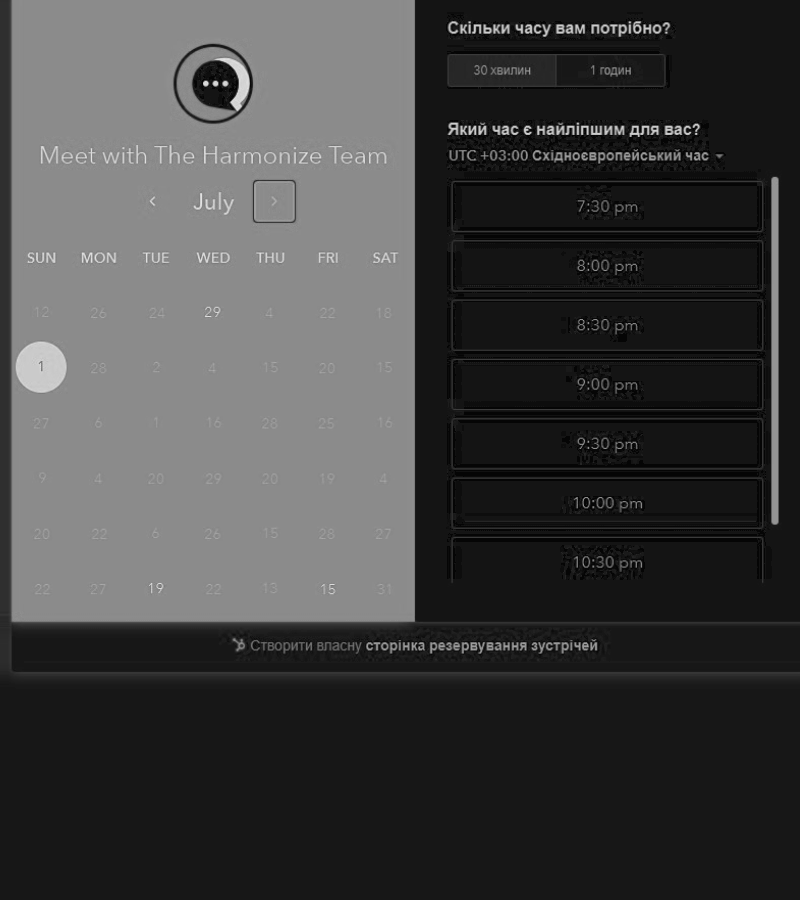 Meet with The Harmonize Team
July
SUN MON TUE WED THU FRI SAT
12 26 24 29 4 22 18
1 28 2 4 15 20 15
27 6 1 16 28 25 16
9 4 20 29 20 19 4
20 22 6 26 15 28 27
22 27 19 22 13 15 31
Скільки часу вам потрібно?
30 хвилин 1 годин
Який час є найліпшим для вас?
UTC +03:00 Східноєвропейський час
7:30 pm
8:00 pm
8:30 pm
9:00 pm
9:30 pm
10:00 pm
10:30 pm
Створити власну сторінка резервування зустрічей